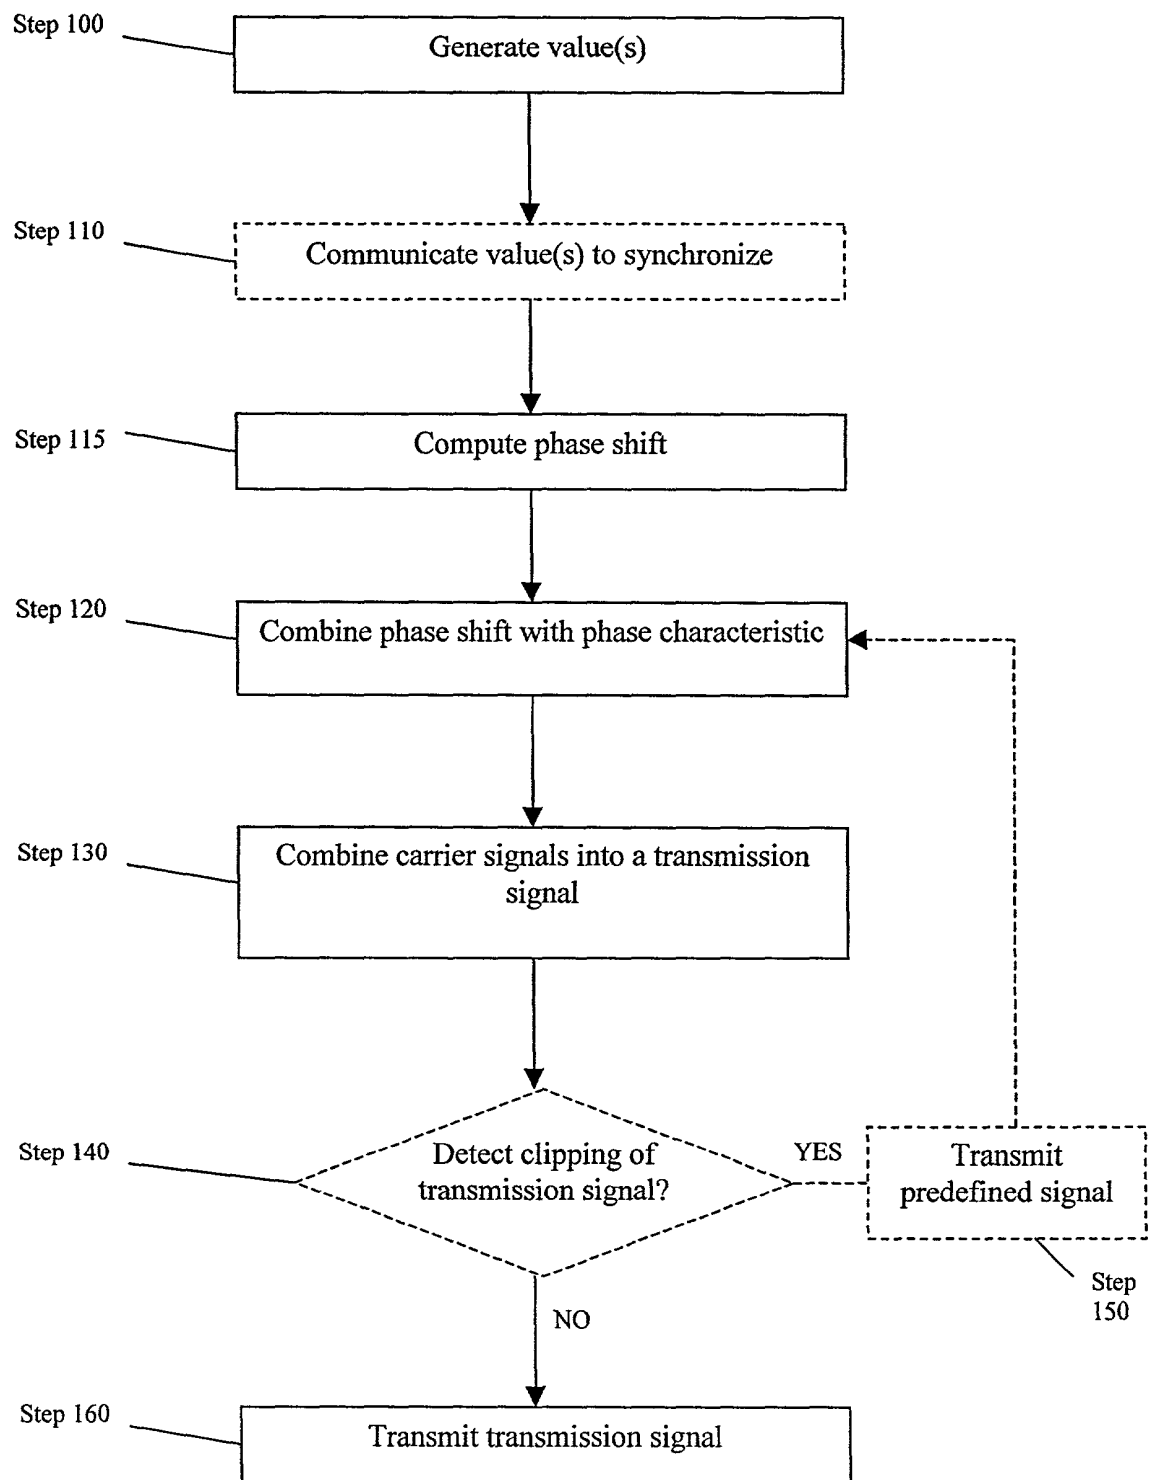 Step 100
Generate value(s)
Step 110
Communicate value(s) to synchronize
Step 115
Compute phase shift
Step 120
Combine phase shift with phase characteristic
Step 130
Combine carrier signals into a transmission
signal
Step 140
Detect clipping of
transmission signal?
YES
Transmit
predefined signal
Step
150
NO
Step 160
Transmit transmission signal